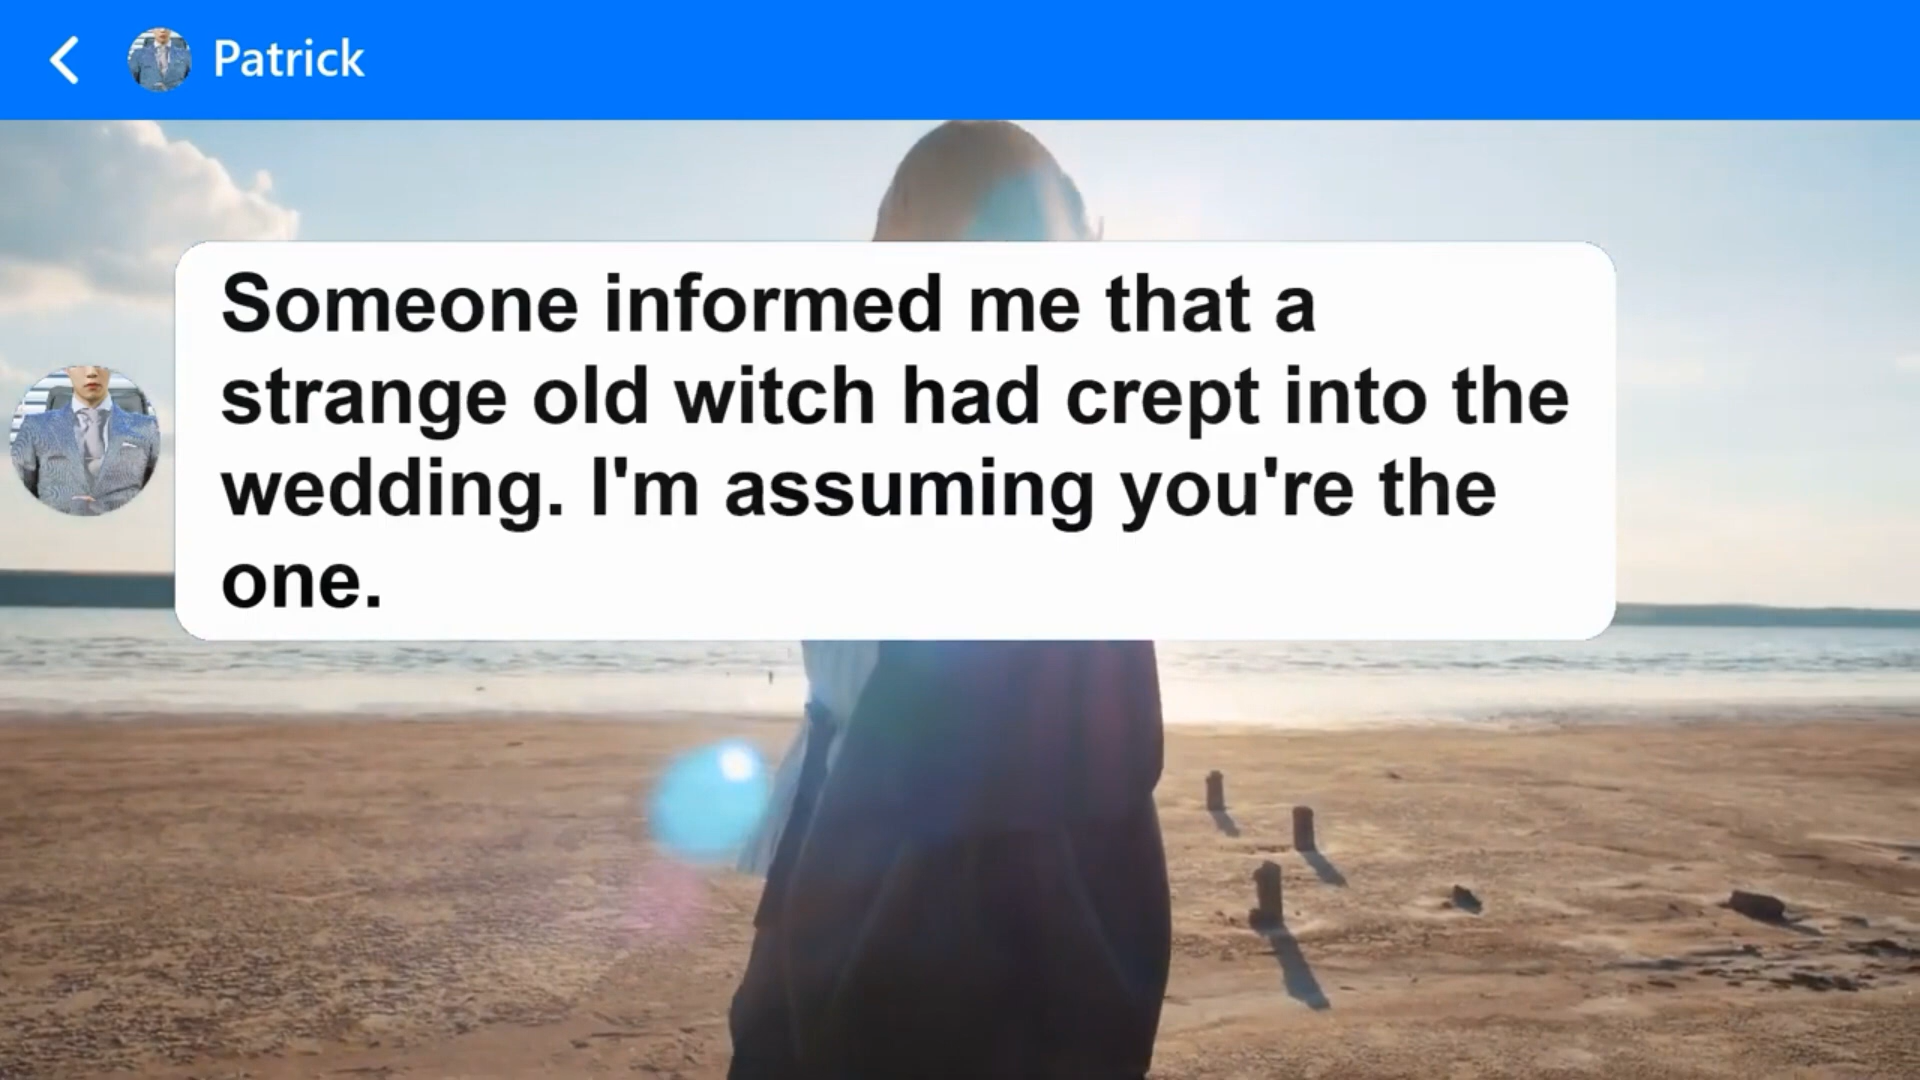 Patrick
Someone informed me that a
strange old witch had crept into the
wedding. I'm assuming you're the
one.